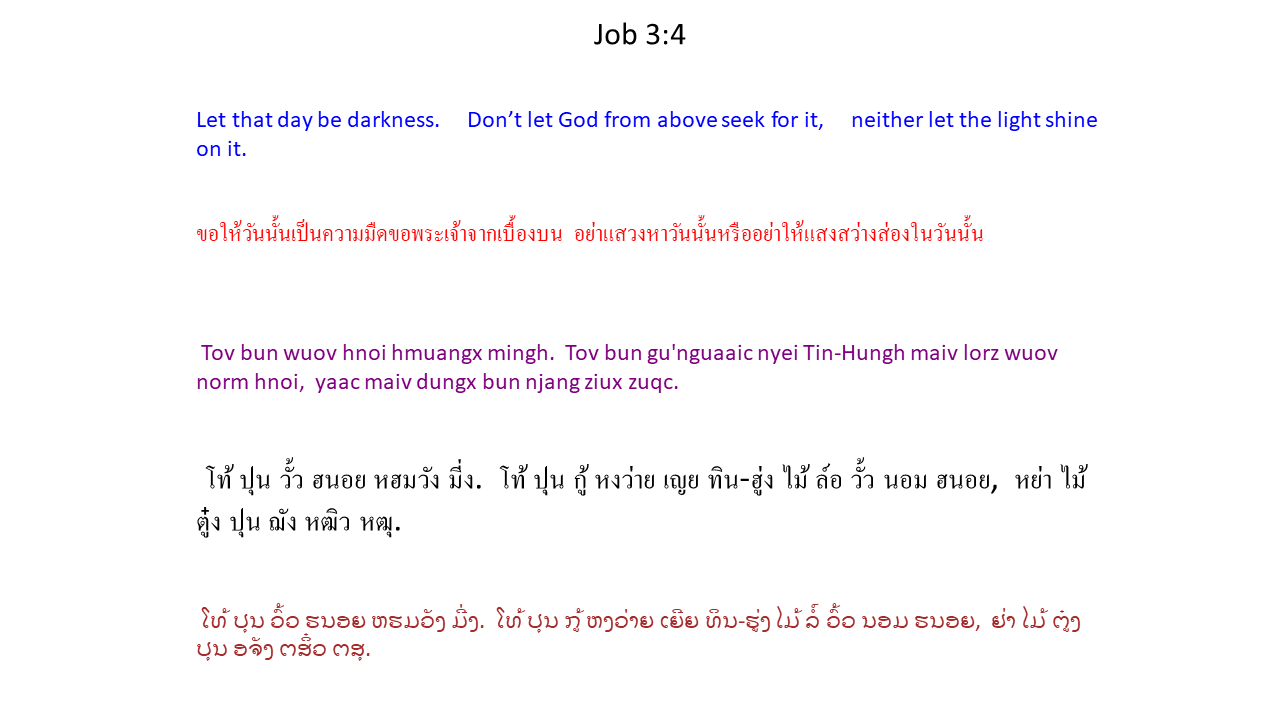 Job 3:4
Let that day be darkness. Don’t let God from above seek for it, neither let the light shine
on it.
ขอให้วันนั้นเป็นความมืดขอพระเจ้าจากเบื้องบน อย่าแสวงหาวันนั้นหรืออย่าให้แสงสว่างส่องในวันนั้น
Tov bun wuov hnoi hmuangx mingh. Tov bun gu'nguaaic nyei Tin-Hungh maiv lorz wuov
norm hnoi, yaac maiv dungx bun njang ziux zuqc.
โท้ ปุน วั้ว ฮนอย หฮมวัง มี่ง. โท้ ปุน กู้ หงว่าย เญย ทิน-ฮู่ง ไม้ ล์อ วั้ว นอม ฮนอย, หย่า ไม้
ตู๋ง ปุน ฌัง หฒิว หฒุ.
ໂທ້ ປຸນ ວົ້ວ ຮນອຍ ຫຮມວັງ ມີ່ງ. ໂທ້ ປຸນ ກູ້ ຫງວ່າຍ ເຍີຍ ທິນ-ຮູ່ງ ໄມ້ ລໍ໌ ວົ້ວ ນອມ ຮນອຍ, ຢ່າ ໄມ້ ຕູ໋ງ
ປຸນ ອຈັງ ຕສິ໋ວ ຕສຸ.